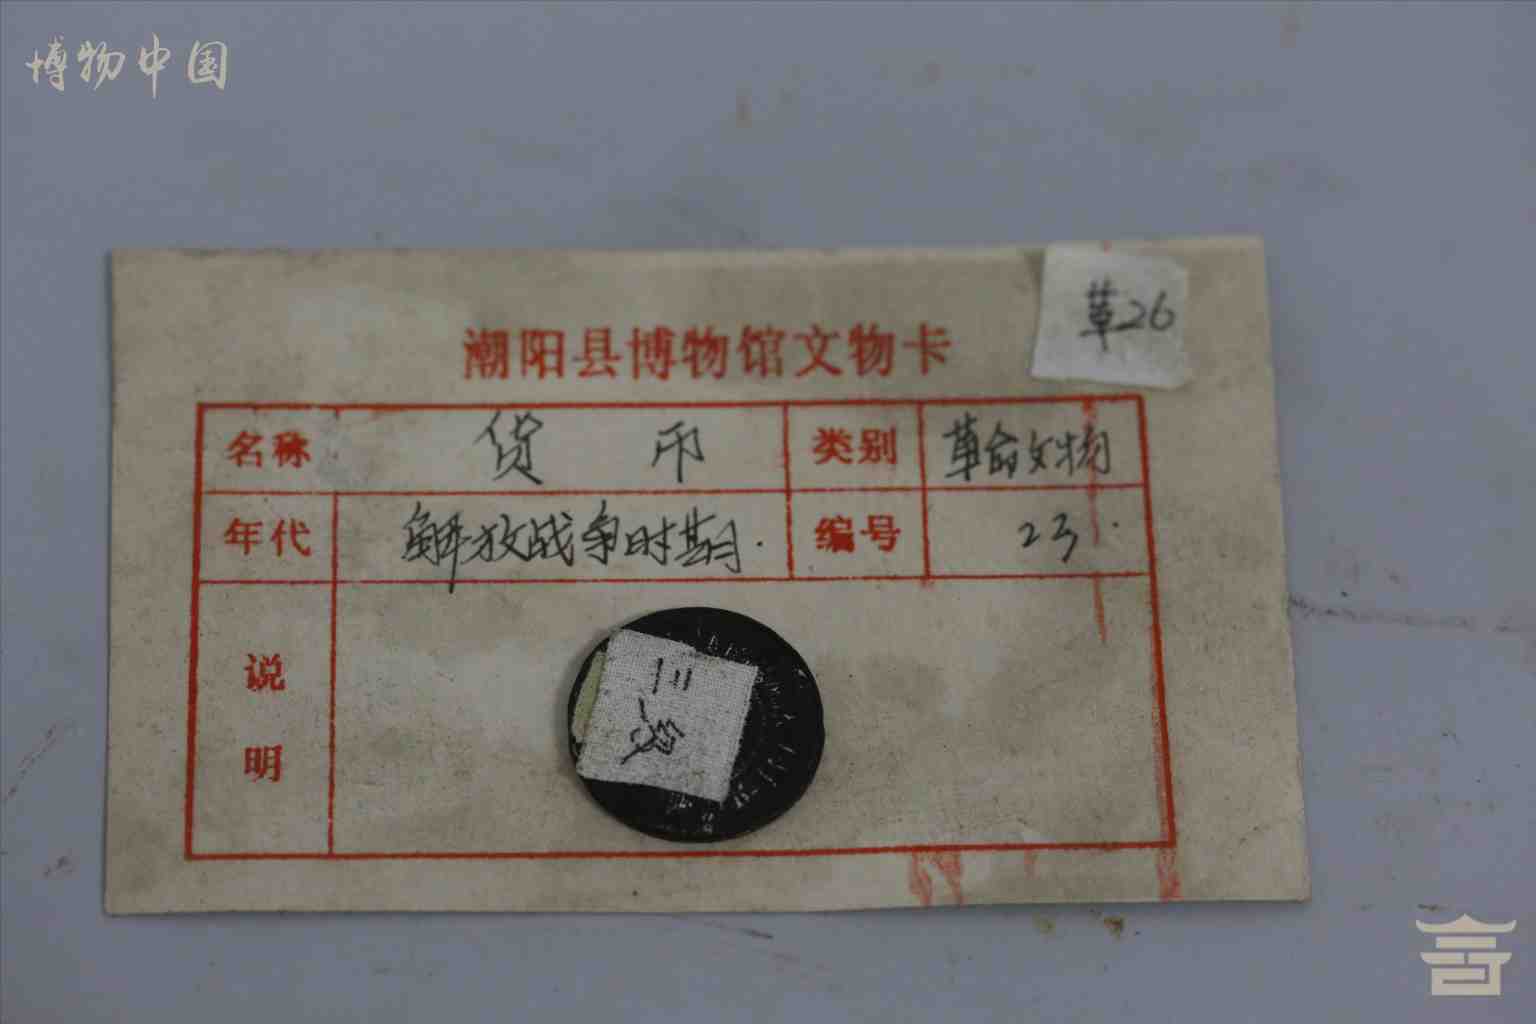 博物中国
革26
潮阳县博物馆文物卡
名称 货币 类别 革命文物
年代 解放战争时期. 编号 23.
说明